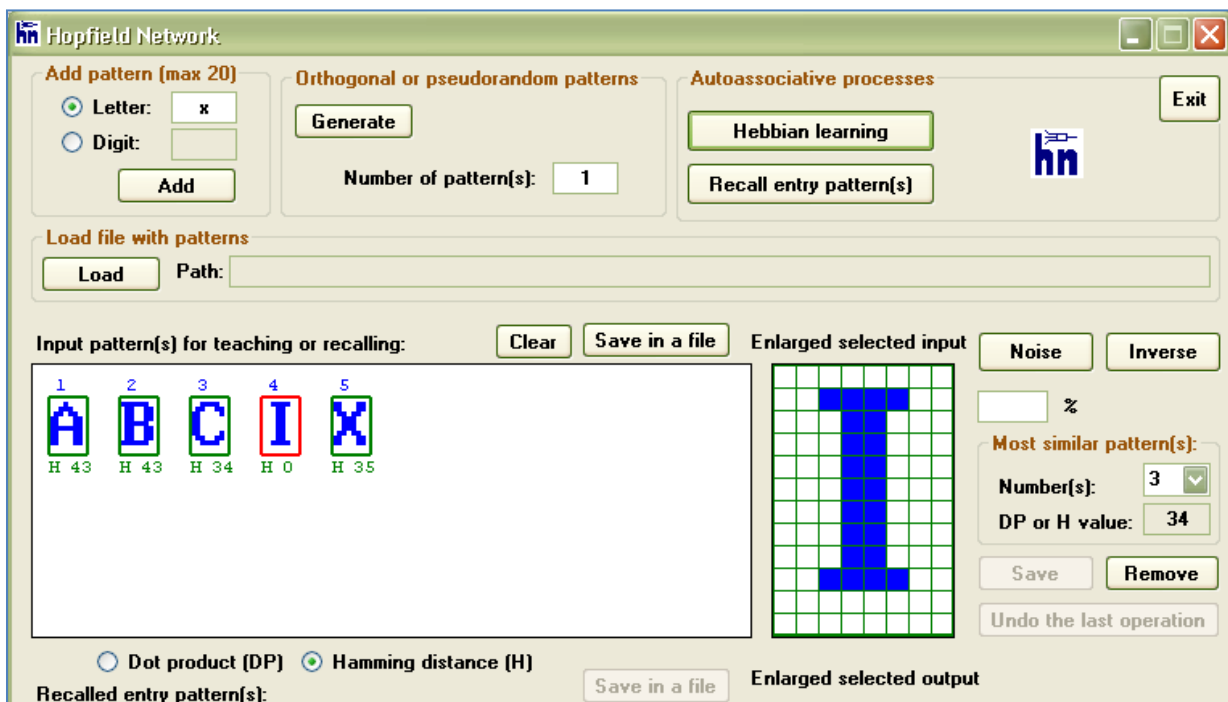 hn Hopfield Network
Add pattern (max 20)
Letter: x
Digit:
Add
Orthogonal or pseudorandom patterns
Generate
Number of pattern(s): 1
Autoassociative processes
Hebbian learning
Recall entry pattern(s)
hn
Exit
Load file with patterns
Load Path:
Input pattern(s) for teaching or recalling: Clear Save in a file
1 2 3 4 5
A B C I X
H 43 H 43 H 34 H 0 H 35
Enlarged selected input
I
Noise Inverse
%
Most similar pattern(s):
Number(s): 3
DP or H value: 34
Save Remove
Undo the last operation
Dot product (DP) Hamming distance (H)
Recalled entry pattern(s): Save in a file Enlarged selected output